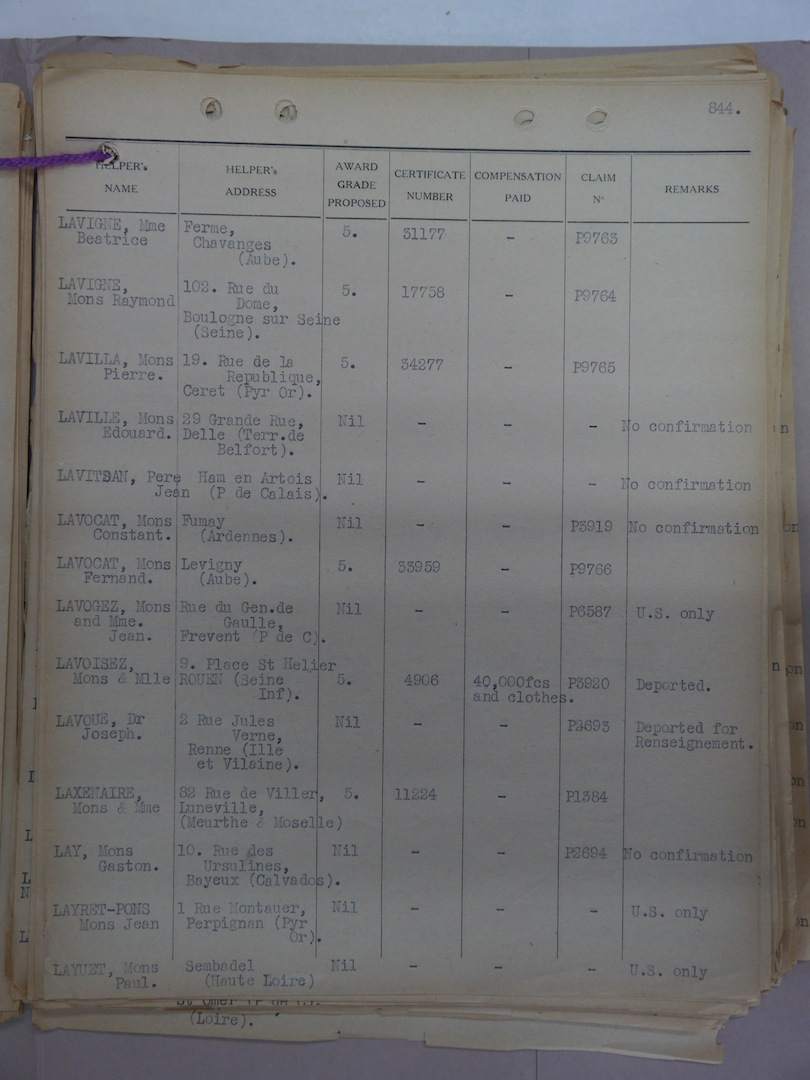 844.
HELPER's NAME | HELPER's ADDRESS | AWARD GRADE PROPOSED | CERTIFICATE NUMBER | COMPENSATION PAID | CLAIM N° | REMARKS
LAVIGNE, Mme | Ferme, | 5. | 31177 | - | P9763
Beatrice | Chavanges
(Aube).
LAVIGNE, | 102. Rue du | 5. | 17758 | - | P9764
Mons Raymond | Dome,
Boulogne sur Seine
(Seine).
LAVILLA, Mons | 19. Rue de la | 5. | 34277 | - | P9765
Pierre. | Republique,
Ceret (Pyr Or).
LAVILLE, Mons | 29 Grande Rue, | Nil | - | - | - | No confirmation
Edouard. | Delle (Terr.de
Belfort).
LAVITBAN, Pere | Ham en Artois | Nil | - | - | - | No confirmation
Jean | (P de Calais).
LAVOCAT, Mons | Fumay | Nil | - | - | P3919 | No confirmation
Constant. | (Ardennes).
LAVOCAT, Mons | Levigny | 5. | 33959 | - | P9766
Fernand. | (Aube).
LAVOGEZ, Mons | Rue du Gen.de | Nil | - | - | P6587 | U.S. only
and Mme. | Gaulle,
Jean. | Frevent (P de C).
LAVOISEZ, | 9. Place St Helier
Mons & Mlle | ROUEN (Seine | 5. | 4906 | 40,000fcs | P3920 | Deported.
Inf). | and clothes.
LAVOUE, Dr | 2 Rue Jules | Nil | - | - | P2693 | Deported for
Joseph. | Verne, | Renseignement.
Renne (Ille
et Vilaine).
LAXENAIRE, | 82 Rue de Viller, | 5. | 11224 | - | P1384
Mons & Mme | Luneville,
(Meurthe & Moselle)
LAY, Mons | 10. Rue des | Nil | - | - | P2694 | No confirmation
Gaston. | Ursulines,
Bayeux (Calvados).
LAYRET-PONS | 1 Rue Montauer, | Nil | - | - | - | U.S. only
Mons Jean | Perpignan (Pyr
Or).
LAYUET, Mons | Sembadel | Nil | - | - | - | U.S. only
Paul. | (Haute Loire)
(Loire).